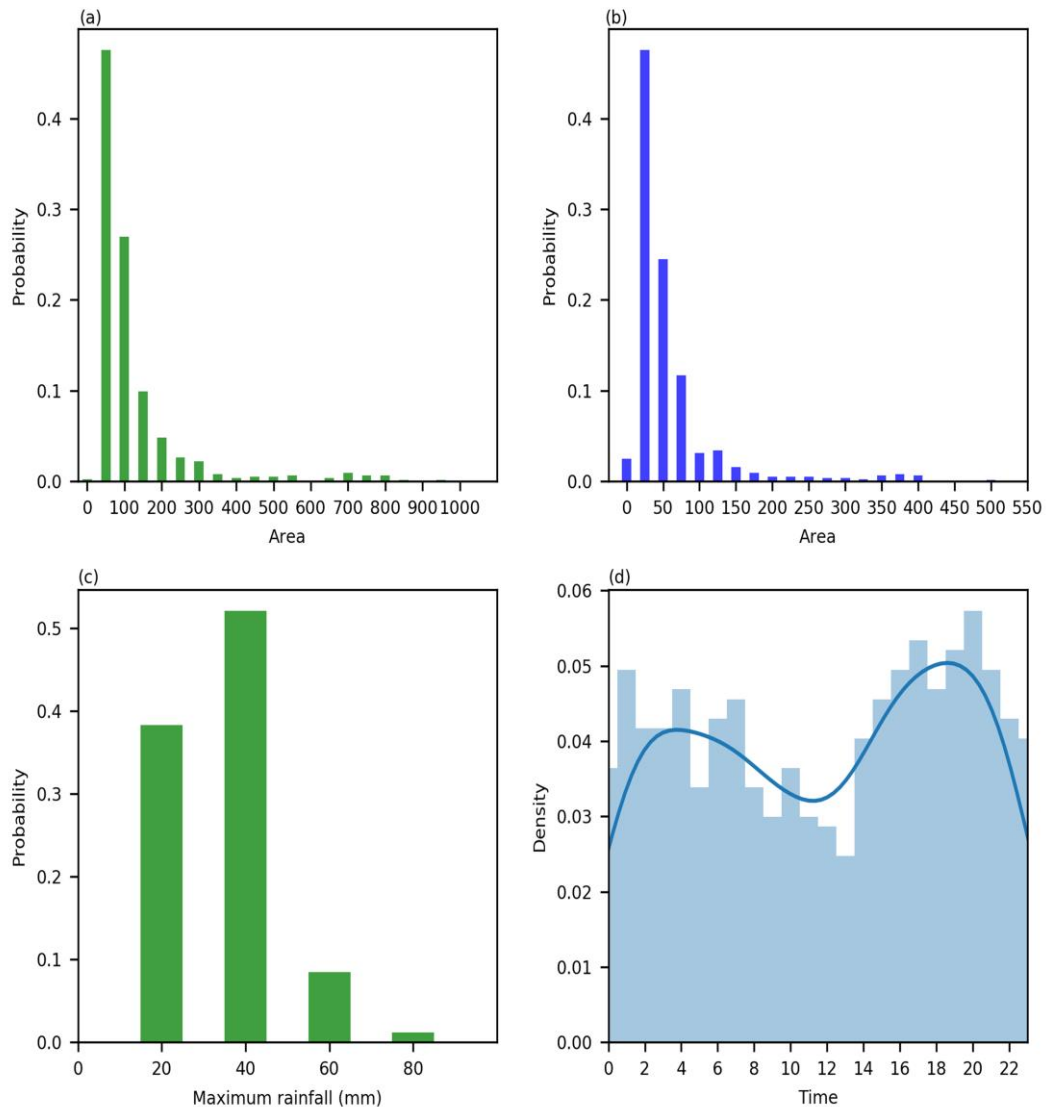 (a)
Probability
0.4
0.3
0.2
0.1
0.0
0 100 200 300 400 500 600 700 800 900 1000
Area
(b)
Probability
0.4
0.3
0.2
0.1
0.0
0 50 100 150 200 250 300 350 400 450 500 550
Area
(c)
Probability
0.5
0.4
0.3
0.2
0.1
0.0
0 20 40 60 80
Maximum rainfall (mm)
(d)
Density
0.06
0.05
0.04
0.03
0.02
0.01
0.00
0 2 4 6 8 10 12 14 16 18 20 22
Time